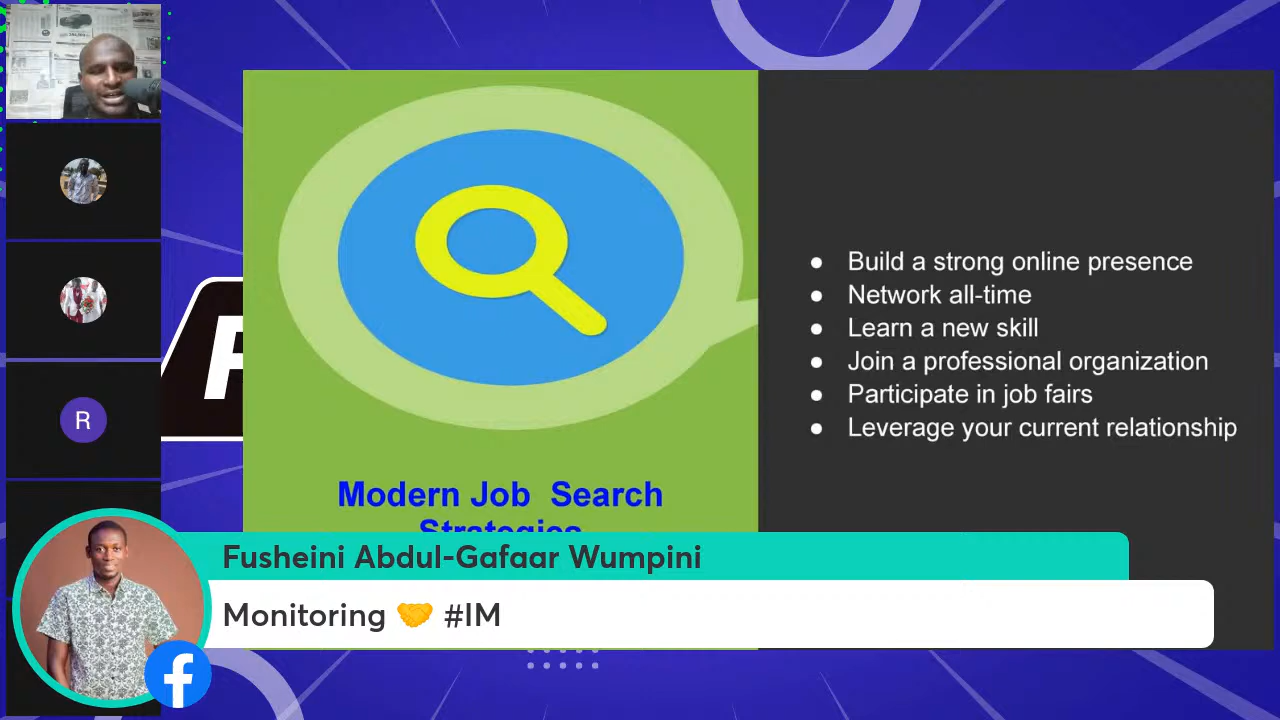 Build a strong online presence
Network all-time
Learn a new skill
Join a professional organization
Participate in job fairs
Leverage your current relationship
R
F
Modern Job Search
Strategies
Fusheini Abdul-Gafaar Wumpini
Monitoring 🤝 #IM